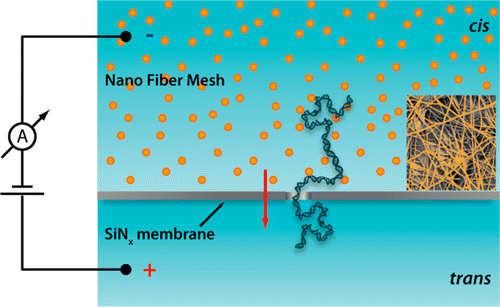 cis
-
Nano Fiber Mesh
A
SiNx membrane
+
trans